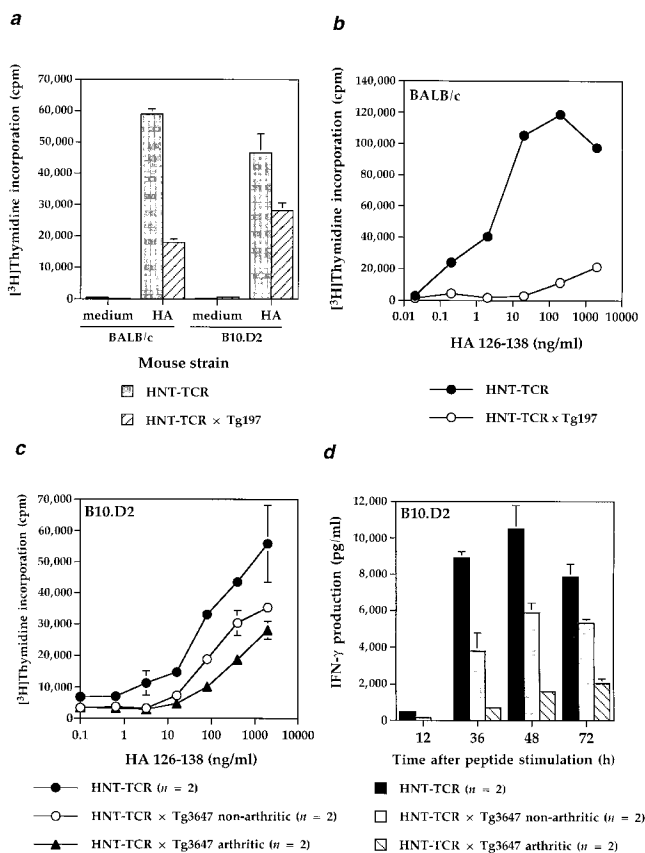 a
[³H]Thymidine incorporation (cpm)
70,000
60,000
50,000
40,000
30,000
20,000
10,000
0
medium HA medium HA
BALB/c B10.D2
Mouse strain
HNT-TCR
HNT-TCR × Tg197
b
[³H]Thymidine incorporation (cpm)
140,000
120,000
100,000
80,000
60,000
40,000
20,000
0
BALB/c
0.01 0.1 1 10 100 1000 10000
HA 126-138 (ng/ml)
HNT-TCR
HNT-TCR x Tg197
c
[³H]Thymidine incorporation (cpm)
70,000
60,000
50,000
40,000
30,000
20,000
10,000
0
B10.D2
0.1 1 10 100 1000 10000
HA 126-138 (ng/ml)
HNT-TCR (n = 2)
HNT-TCR × Tg3647 non-arthritic (n = 2)
HNT-TCR × Tg3647 arthritic (n = 2)
d
IFN-γ production (pg/ml)
12,000
10,000
8,000
6,000
4,000
2,000
0
B10.D2
12 36 48 72
Time after peptide stimulation (h)
HNT-TCR (n = 2)
HNT-TCR × Tg3647 non-arthritic (n = 2)
HNT-TCR × Tg3647 arthritic (n = 2)